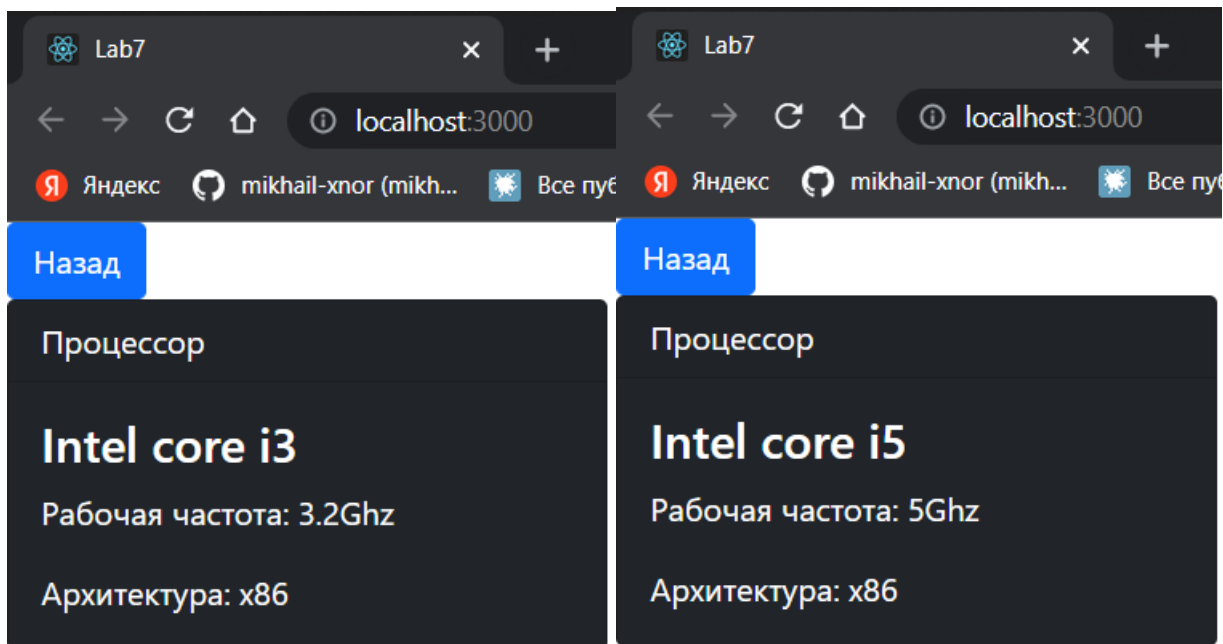 Lab7
localhost:3000
Яндекс mikhail-xnor (mikh... Все пуб
Назад
Процессор
Intel core i3
Рабочая частота: 3.2Ghz
Архитектура: x86
Lab7
localhost:3000
Яндекс mikhail-xnor (mikh... Все пуб
Назад
Процессор
Intel core i5
Рабочая частота: 5Ghz
Архитектура: x86